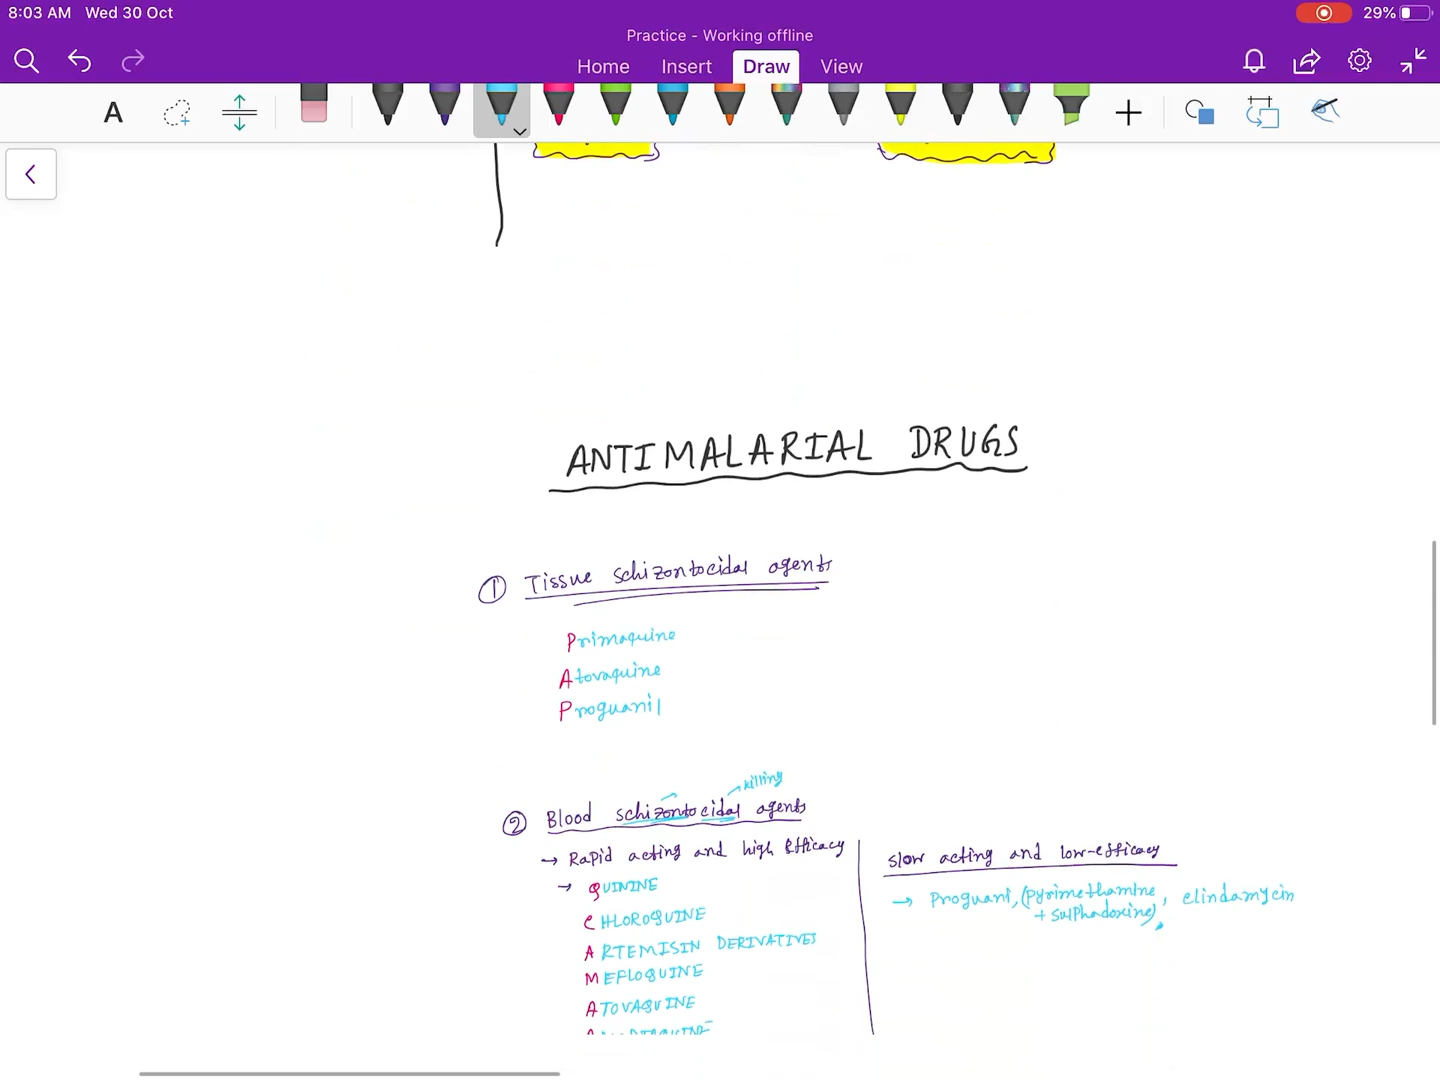 8:03 AM Wed 30 Oct
29%
Practice - Working offline
Home Insert Draw View
A
ANTIMALARIAL DRUGS
① Tissue schizontocidal agents
Primaquine
Atovaquine
Proguanil
killing
② Blood schizontocidal agents
→ Rapid acting and high Efficacy
→ QUININE
CHLOROQUINE
ARTEMISIN DERIVATIVES
MEFLOQUINE
ATOVAQUINE
slow acting and low-efficacy
→ Proguani, (pyrimethamine, clindamycin
+ sulphadoxine),